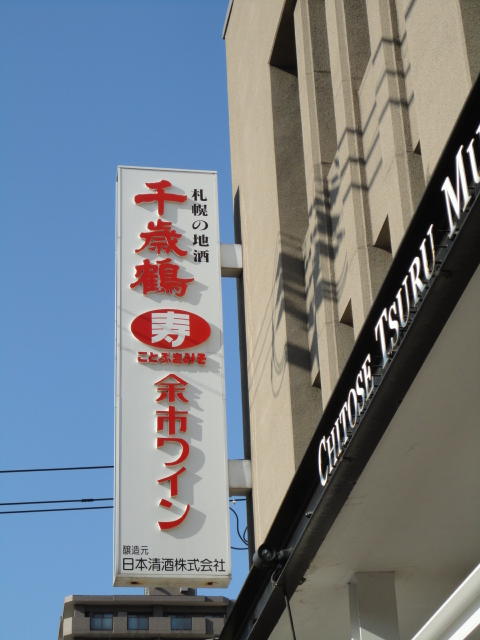 札幌の地酒
千歳鶴
寿
ことぶきみそ
余市ワイン
醸造元
日本清酒株式会社
CHITOSE TSURU MU